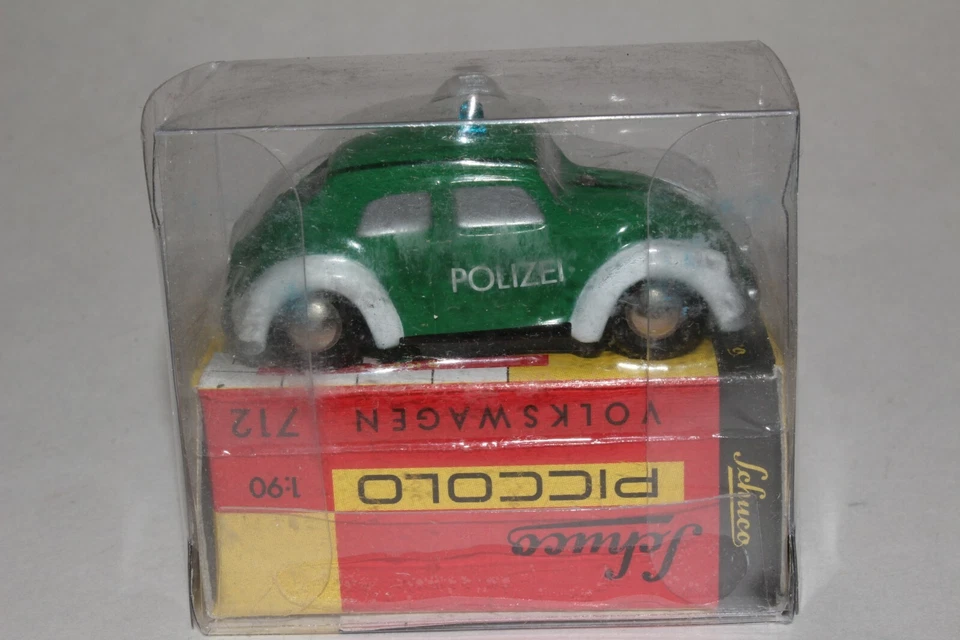 POLIZEI
VOLKSWAGEN 712
PICCOLO 1:90
Schuco
Schuco